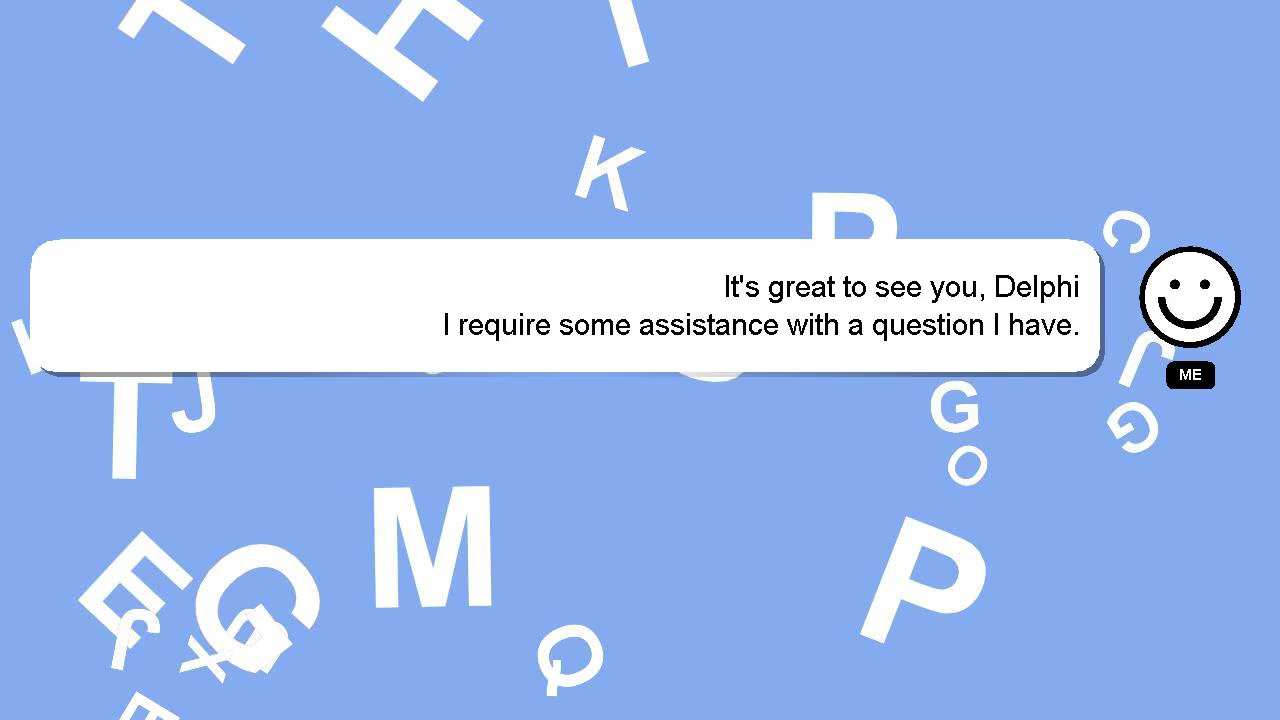 It's great to see you, Delphi
I require some assistance with a question I have.
ME
T
H
I
K
P
C
T
J
J
G
G
O
M
P
E
G
J
X
Q
E